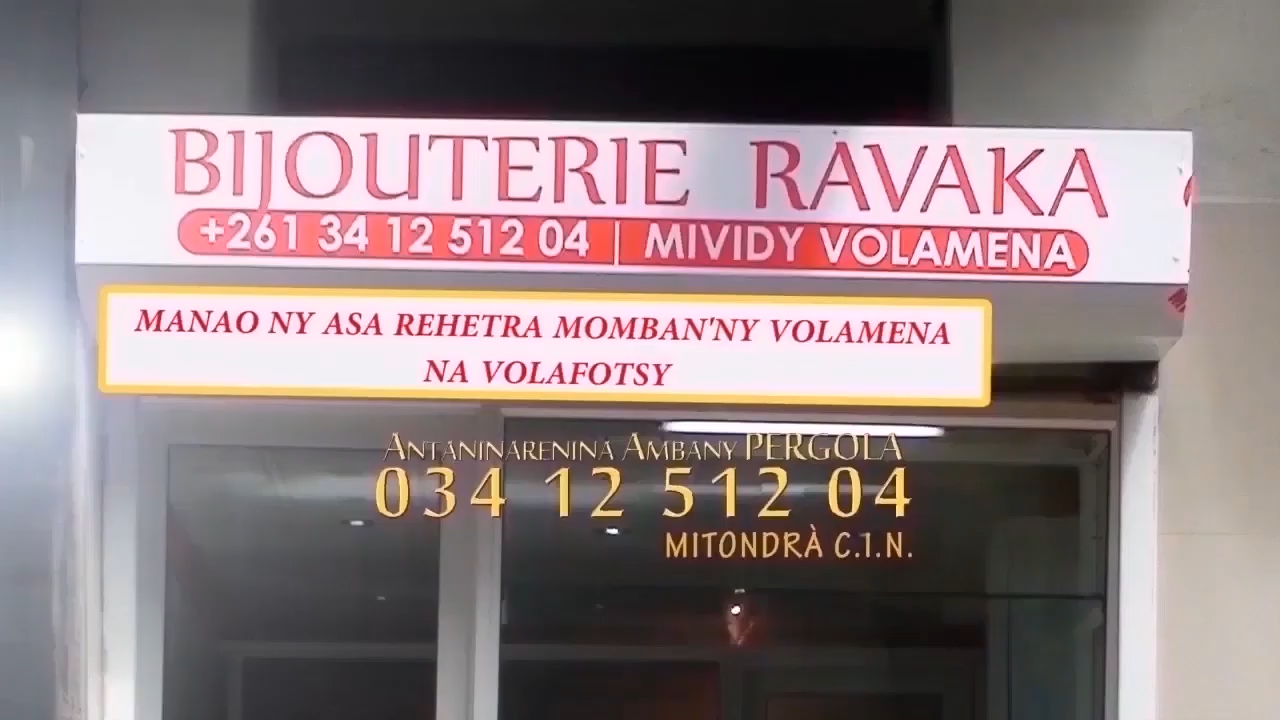 BIJOUTERIE RAVAKA
+261 34 12 512 04 | MIVIDY VOLAMENA
MANAO NY ASA REHETRA MOMBAN'NY VOLAMENA
NA VOLAFOTSY
ANTANINARENINA AMBANY PERGOLA
034 12 512 04
MITONDRÀ C.I.N.